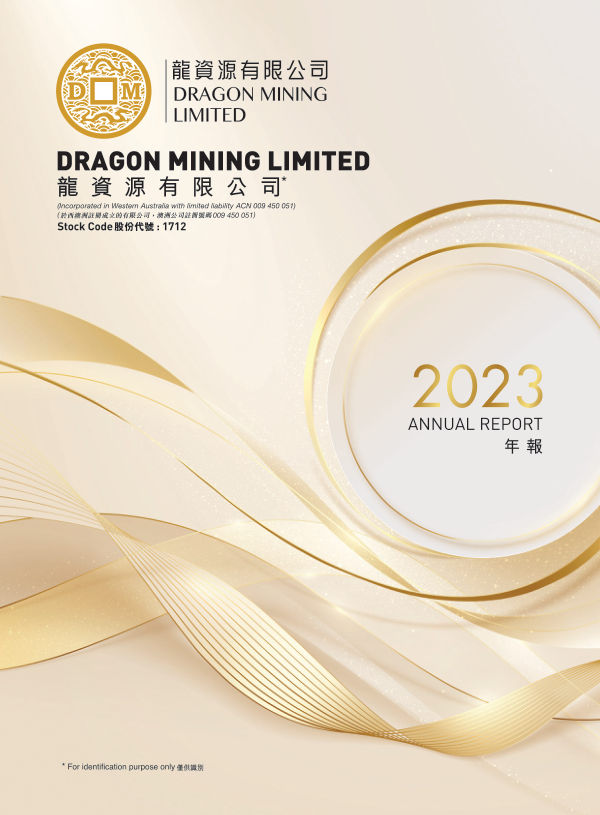 D M
龍資源有限公司
DRAGON MINING
LIMITED
DRAGON MINING LIMITED
龍資源有限公司*
(Incorporated in Western Australia with limited liability ACN 009 450 051)
(於西澳洲註冊成立的有限公司，澳洲公司註冊號碼 009 450 051)
Stock Code 股份代號 : 1712
2023
ANNUAL REPORT
年報
* For identification purpose only 僅供識別